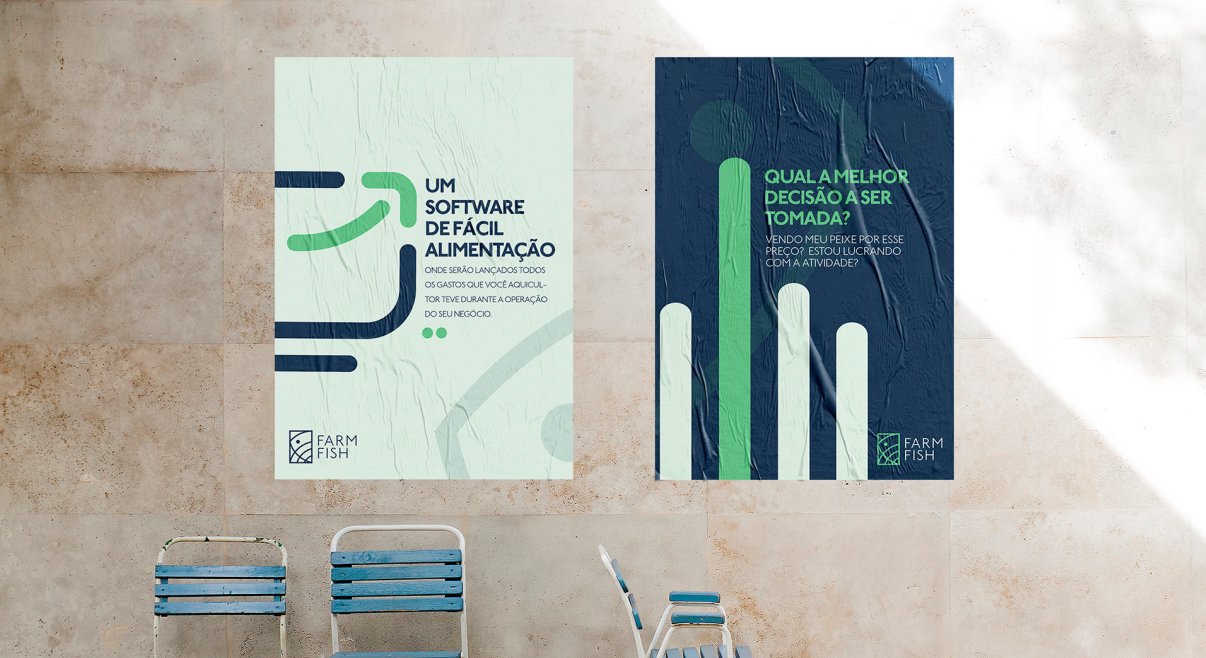 UM
SOFTWARE
DE FÁCIL
ALIMENTAÇÃO
ONDE SERÃO LANÇADOS TODOS
OS GASTOS QUE VOCÊ AQUICUL-
TOR TEVE DURANTE A OPERAÇÃO
DO SEU NEGÓCIO.
FARM
FISH
QUAL A MELHOR
DECISÃO A SER
TOMADA?
VENDO MEU PEIXE POR ESSE
PREÇO? ESTOU LUCRANDO
COM A ATIVIDADE?
FARM
FISH